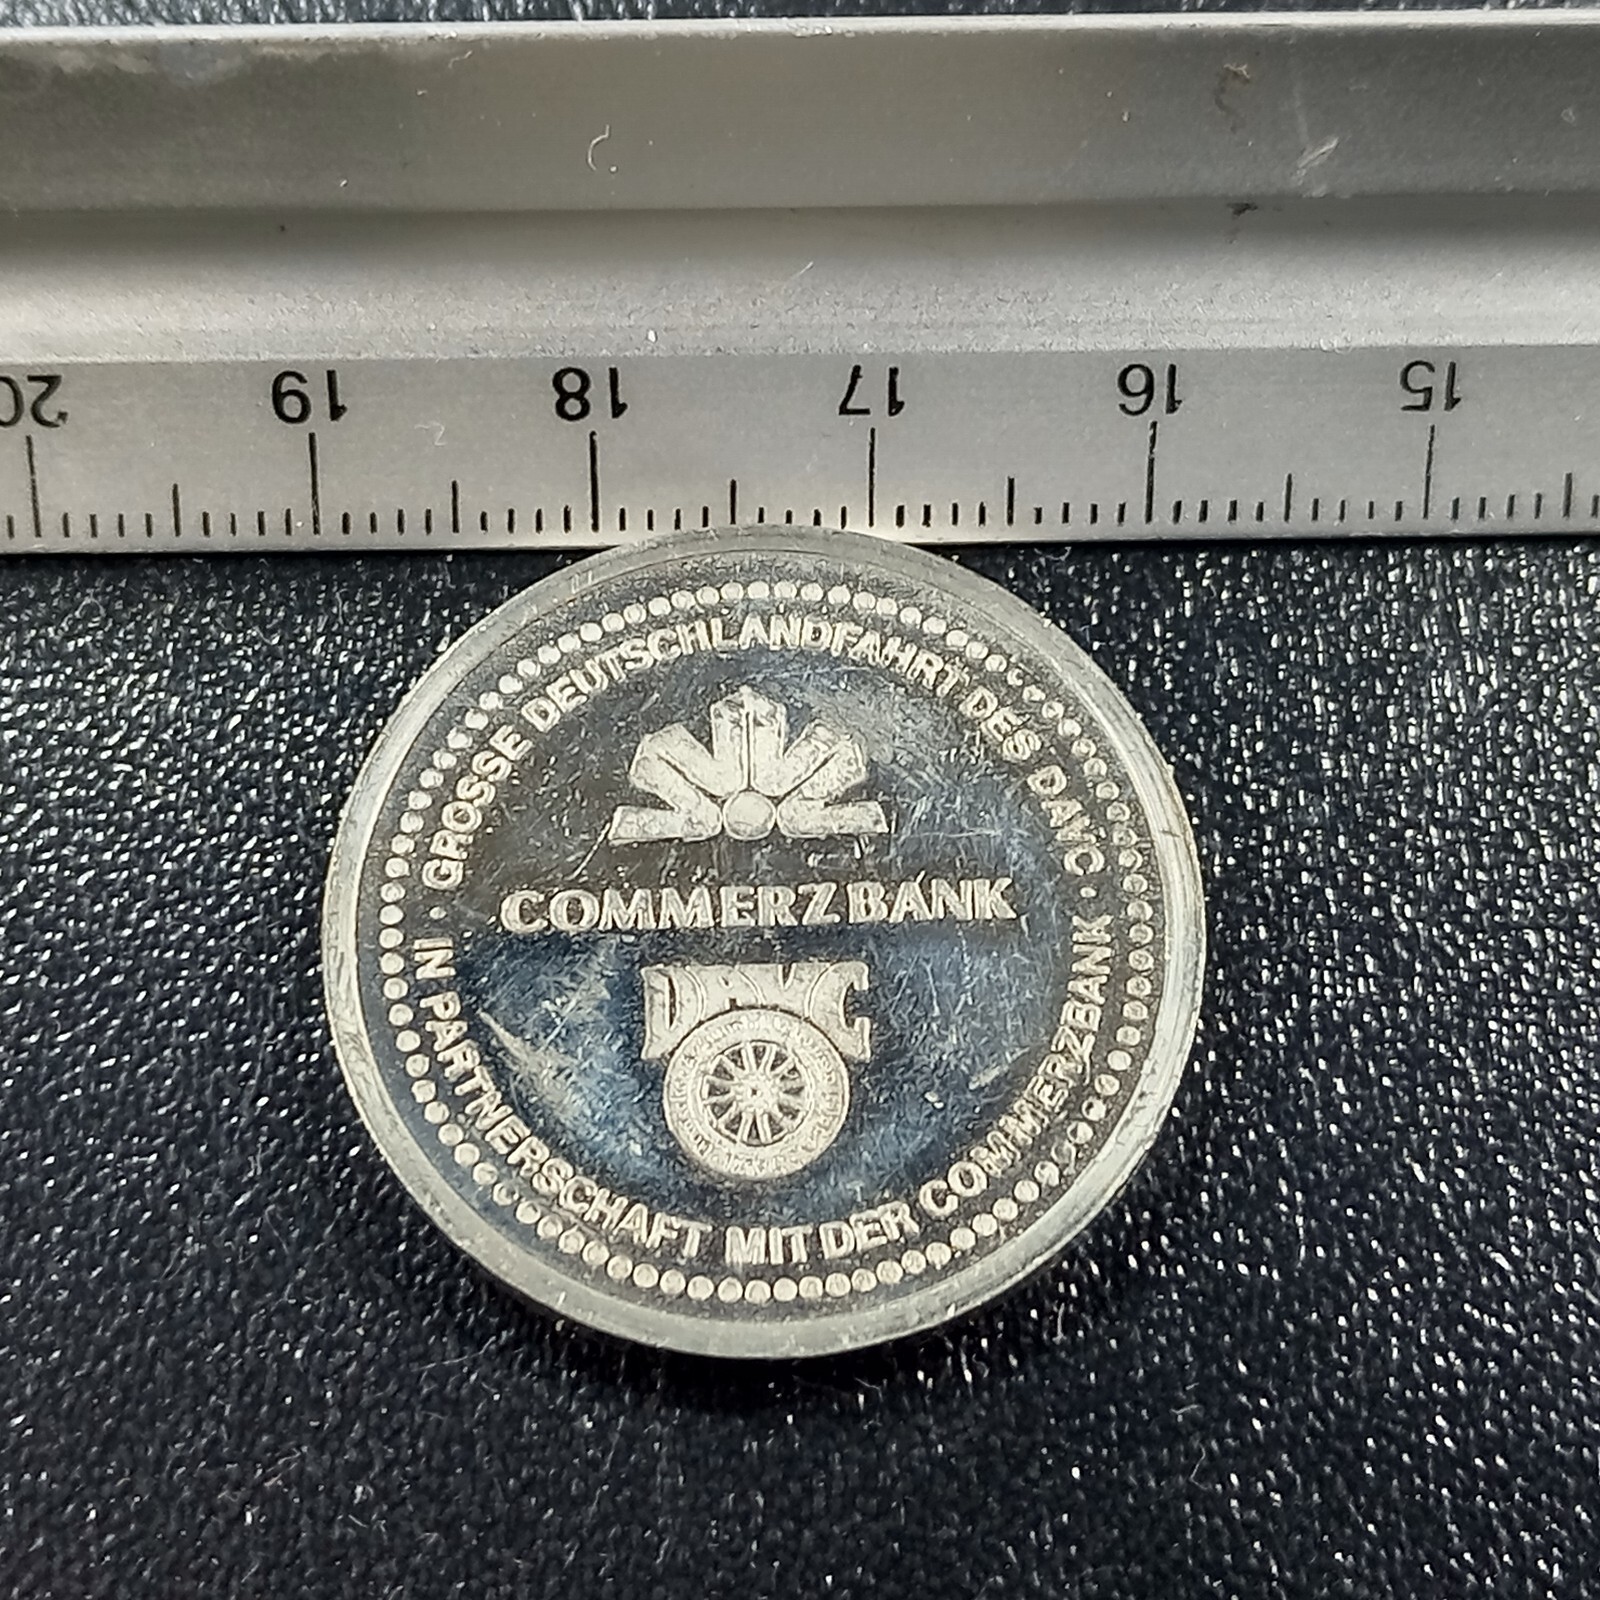 20 19 18 17 16 15
· GROSSE DEUTSCHLANDFAHRT DES DAVC ·
COMMERZBANK
DAVC
IN PARTNERSCHAFT MIT DER COMMERZBANK